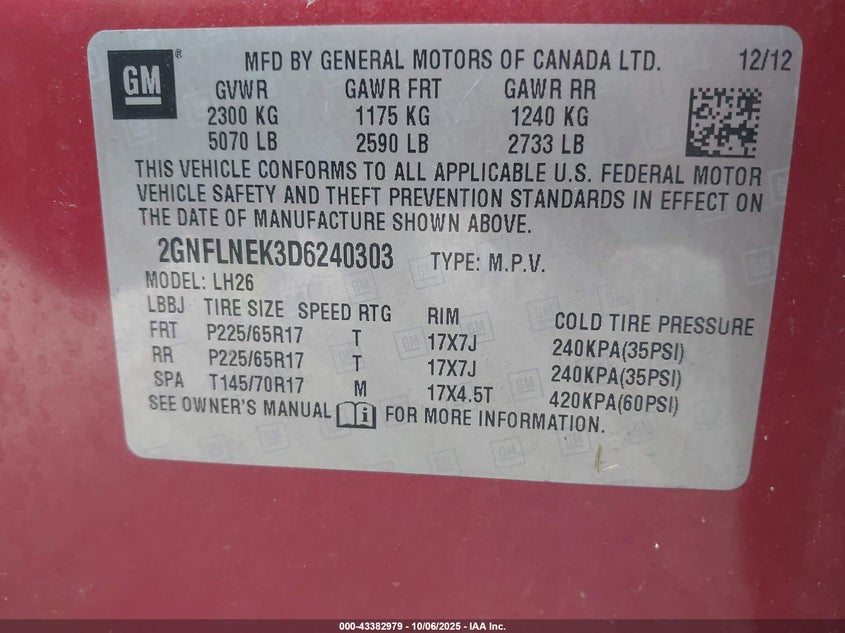 GM ®
MFD BY GENERAL MOTORS OF CANADA LTD. 12/12
GVWR GAWR FRT GAWR RR
2300 KG 1175 KG 1240 KG
5070 LB 2590 LB 2733 LB
THIS VEHICLE CONFORMS TO ALL APPLICABLE U.S. FEDERAL MOTOR
VEHICLE SAFETY AND THEFT PREVENTION STANDARDS IN EFFECT ON
THE DATE OF MANUFACTURE SHOWN ABOVE.
2GNFLNEK3D6240303 TYPE: M.P.V.
MODEL: LH26
LBBJ TIRE SIZE SPEED RTG RIM COLD TIRE PRESSURE
FRT P225/65R17 T 17X7J 240KPA(35PSI)
RR P225/65R17 T 17X7J 240KPA(35PSI)
SPA T145/70R17 M 17X4.5T 420KPA(60PSI)
SEE OWNER'S MANUAL i FOR MORE INFORMATION.
000-43382979 - 10/06/2025 - IAA Inc.